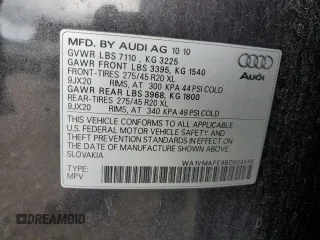 MFD. BY AUDI AG 10 10
GVWR LBS 7110 , KG 3225
GAWR FRONT LBS 3395, KG 1540
FRONT-TIRES 275/45 R20 XL
9JX20 RIMS, AT 300 KPA 44 PSI COLD
GAWR REAR LBS 3968, KG 1800
REAR-TIRES 275/45 R20 XL
9JX20 RIMS, AT 340 KPA 49 PSI COLD
Audi
THIS VEHICLE CONFORMS TO ALL APPLICABLE
U.S. FEDERAL MOTOR VEHICLE SAFETY STANDARDS
IN EFFECT ON THE DATE OF MANUFACTURE SHOWN ABOVE.
SLOVAKIA
TYPE:
MPV
DREAMBID